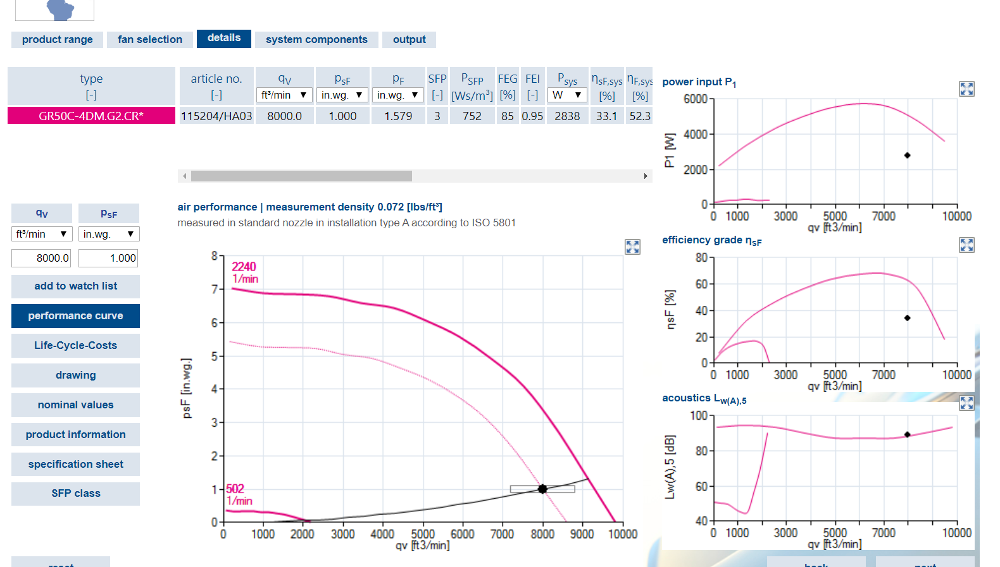 product range
fan selection
details
system components
output
type
[-]
article no.
[-]
qV
ft³/min ▼
psF
in.wg. ▼
pF
in.wg. ▼
SFP
[-]
PSFP
[Ws/m³]
FEG
[%]
FEI
[-]
Psys
W ▼
ηsF,sys
[%]
ηF,sys
[%]
GR50C-4DM.G2.CR*
115204/HA03
8000.0
1.000
1.579
3
752
85
0.95
2838
33.1
52.3
qV
psF
ft³/min ▼
in.wg. ▼
8000.0
1.000
add to watch list
performance curve
Life-Cycle-Costs
drawing
nominal values
product information
specification sheet
SFP class
air performance | measurement density 0.072 [lbs/ft³]
measured in standard nozzle in installation type A according to ISO 5801
8
7
6
5
4
3
2
1
0
psF [in.wg.]
2240
1/min
502
1/min
0 1000 2000 3000 4000 5000 6000 7000 8000 9000 10000
qv [ft3/min]
power input P1
6000
4000
2000
0
P1 [W]
0 1000 3000 5000 7000 10000
qv [ft3/min]
efficiency grade ηsF
80
60
40
20
0
ηsF [%]
0 1000 3000 5000 7000 10000
qv [ft3/min]
acoustics Lw(A),5
100
80
60
40
Lw(A),5 [dB]
0 1000 3000 5000 7000 10000
qv [ft3/min]
reset
back
next